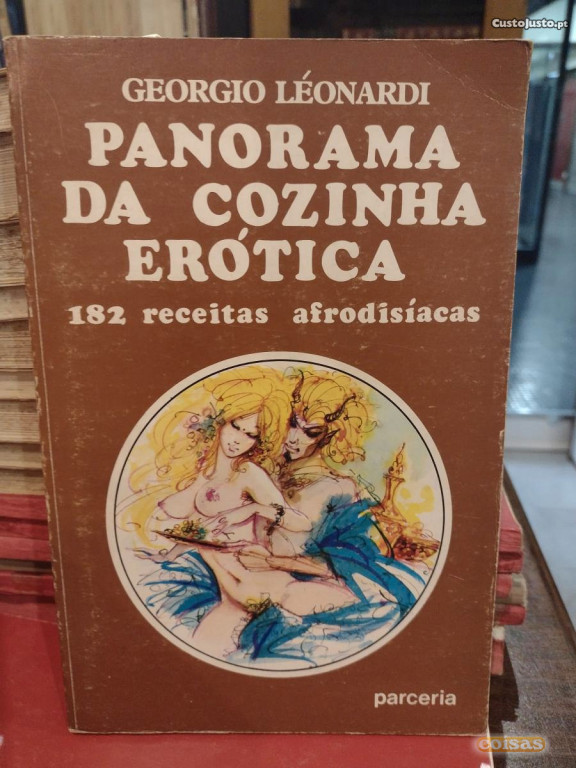 CustoJusto.pt
GEORGIO LÉONARDI
PANORAMA
DA COZINHA
ERÓTICA
182 receitas afrodisíacas
parceria
coisas